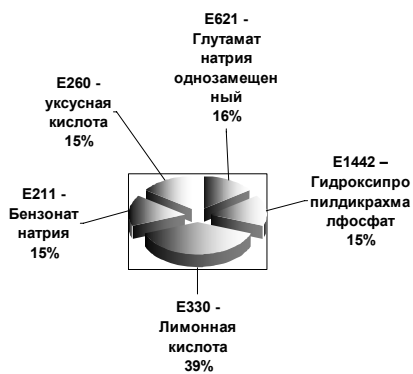 E621 -
Глутамат
натрия
однозамещен
ный
16%
E260 -
уксусная
кислота
15%
E1442 –
Гидроксипро
пилдикрахма
лфосфат
15%
E211 -
Бензонат
натрия
15%
E330 -
Лимонная
кислота
39%